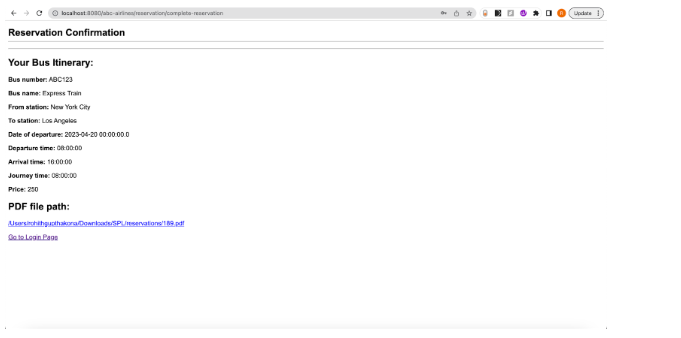 localhost:8080/abc-airlines/reservation/complete-reservation
Update
Reservation Confirmation
Your Bus Itinerary:
Bus number: ABC123
Bus name: Express Train
From station: New York City
To station: Los Angeles
Date of departure: 2023-04-20 00:00:00.0
Departure time: 08:00:00
Arrival time: 16:00:00
Journey time: 08:00:00
Price: 250
PDF file path:
/Users/rohithgupthakona/Downloads/SPL/reservations/189.pdf
Go to Login Page